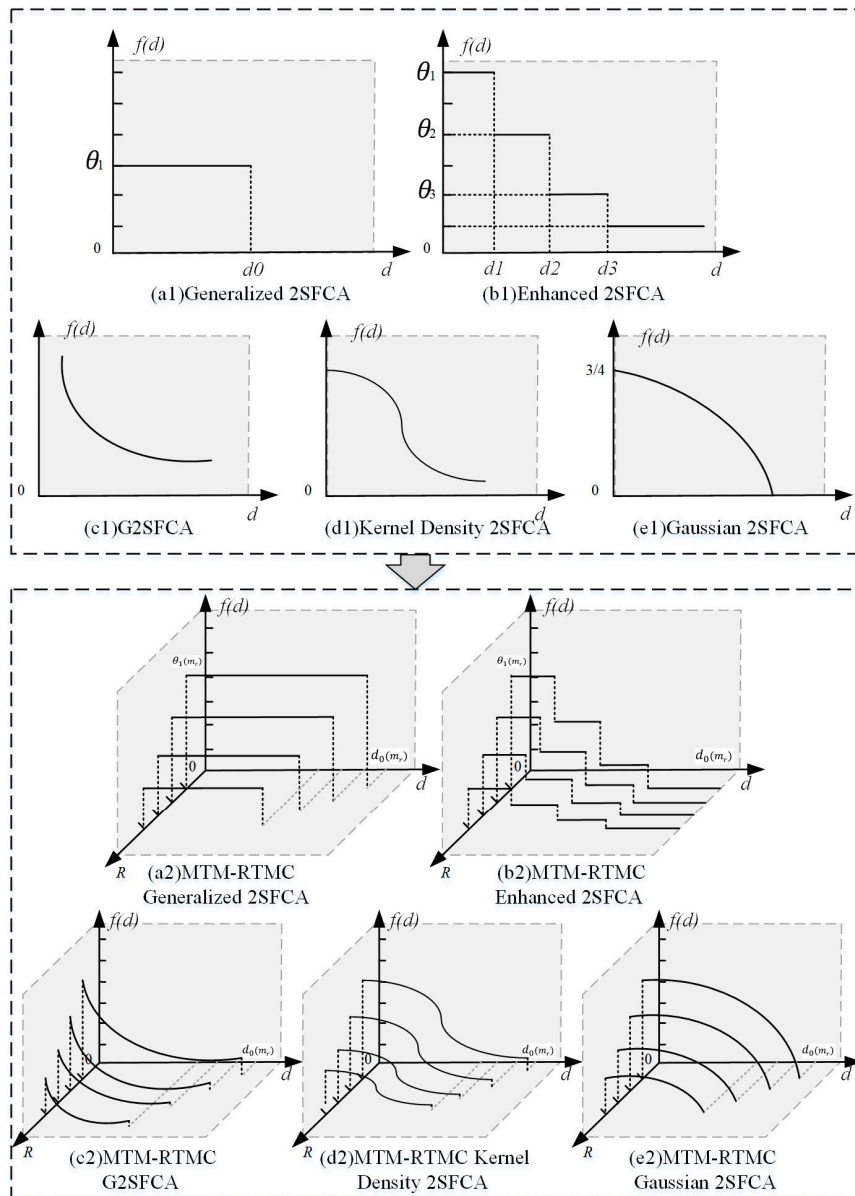 f(d)
θ1
0
d0
d
(a1)Generalized 2SFCA
f(d)
θ1
θ2
θ3
0
d1
d2
d3
d
(b1)Enhanced 2SFCA
f(d)
0
d
(c1)G2SFCA
f(d)
0
d
(d1)Kernel Density 2SFCA
f(d)
3/4
0
d
(e1)Gaussian 2SFCA
f(d)
θ1(mr)
0
d0(mr)
d
R
(a2)MTM-RTMC
Generalized 2SFCA
f(d)
θ1(mr)
0
d0(mr)
d
R
(b2)MTM-RTMC
Enhanced 2SFCA
f(d)
0
d0(mr)
d
R
(c2)MTM-RTMC
G2SFCA
f(d)
0
d0(mr)
d
R
(d2)MTM-RTMC Kernel
Density 2SFCA
f(d)
0
d0(mr)
d
R
(e2)MTM-RTMC
Gaussian 2SFCA